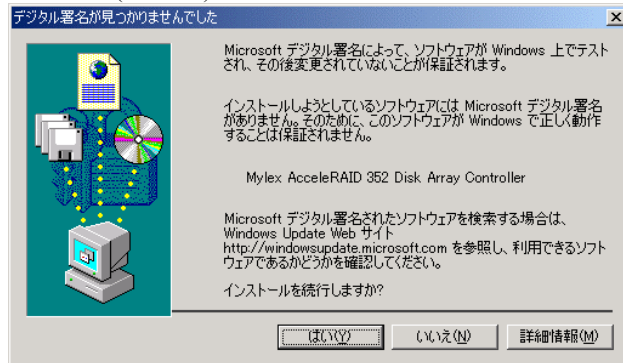 デジタル署名が見つかりませんでした
Microsoft デジタル署名によって、ソフトウェアが Windows 上でテスト
され、その後変更されていないことが保証されます。
インストールしようとしているソフトウェアには Microsoft デジタル署名
がありません。そのために、このソフトウェアが Windows で正しく動作
することは保証されません。
Mylex AcceleRAID 352 Disk Array Controller
Microsoft デジタル署名されたソフトウェアを検索する場合は、
Windows Update Web サイト
http://windowsupdate.microsoft.com を参照し、利用できるソフト
ウェアであるかどうかを確認してください。
インストールを続行しますか?
はい(Y) いいえ(N) 詳細情報(M)